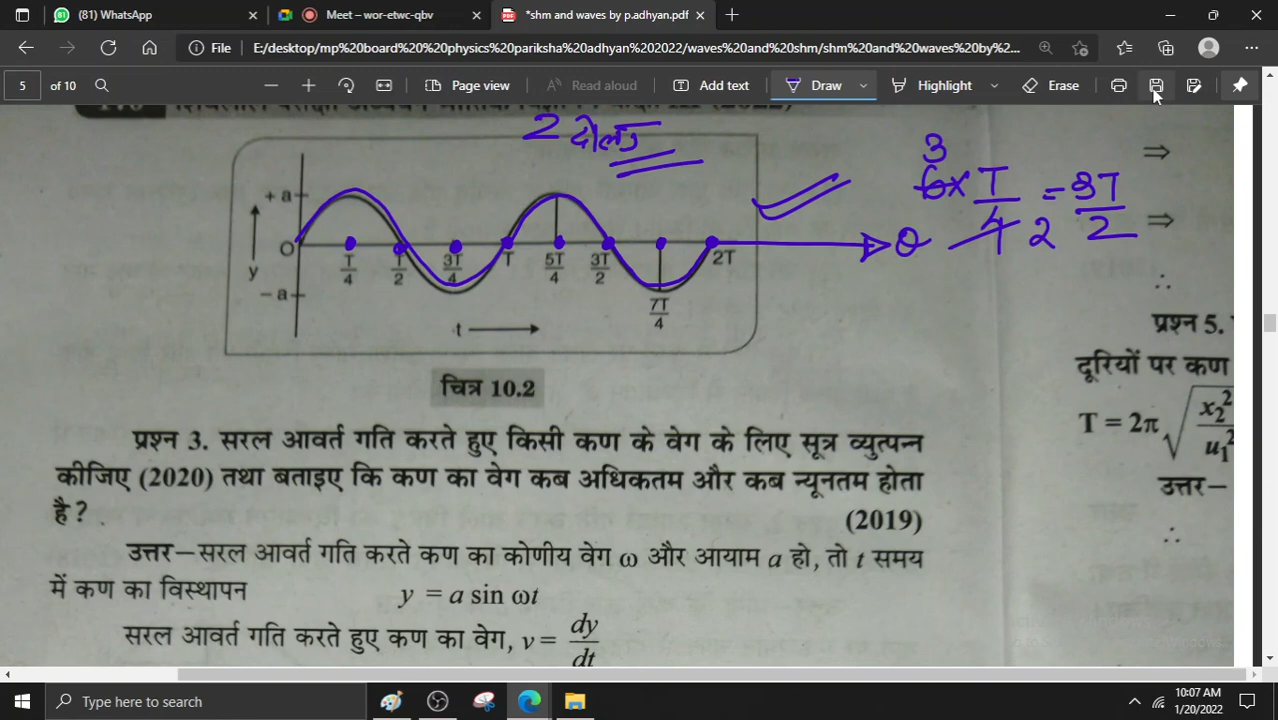 (81) WhatsApp
Meet – wor-etwc-qbv
*shm and waves by p.adhyan.pdf
File
E:/desktop/mp%20board%20%20physics%20pariksha%20adhyan%202022/waves%20and%20shm/shm%20and%20waves%20by%2...
5 of 10
Page view
Read aloud
Add text
Draw
Highlight
Erase
2 दोलन
3
6 × T/4 2 = 3T/2
+ a
O
– a
y
T/4
T/2
3T/4
T
5T/4
3T/2
7T/4
2T
θ
t
चित्र 10.2
प्रश्न 3. सरल आवर्त गति करते हुए किसी कण के वेग के लिए सूत्र व्युत्पन्न
कीजिए (2020) तथा बताइए कि कण का वेग कब अधिकतम और कब न्यूनतम होता
है? (2019)
उत्तर–सरल आवर्त गति करते कण का कोणीय वेग ω और आयाम a हो, तो t समय
में कण का विस्थापन y = a sin ωt
सरल आवर्त गति करते हुए कण का वेग, v = dy/dt
⇒
⇒
∴
प्रश्न 5.
दूरियों पर कण
T = 2π √ x₂²/u₁²
उत्तर–
∴
Type here to search
10:07 AM
1/20/2022